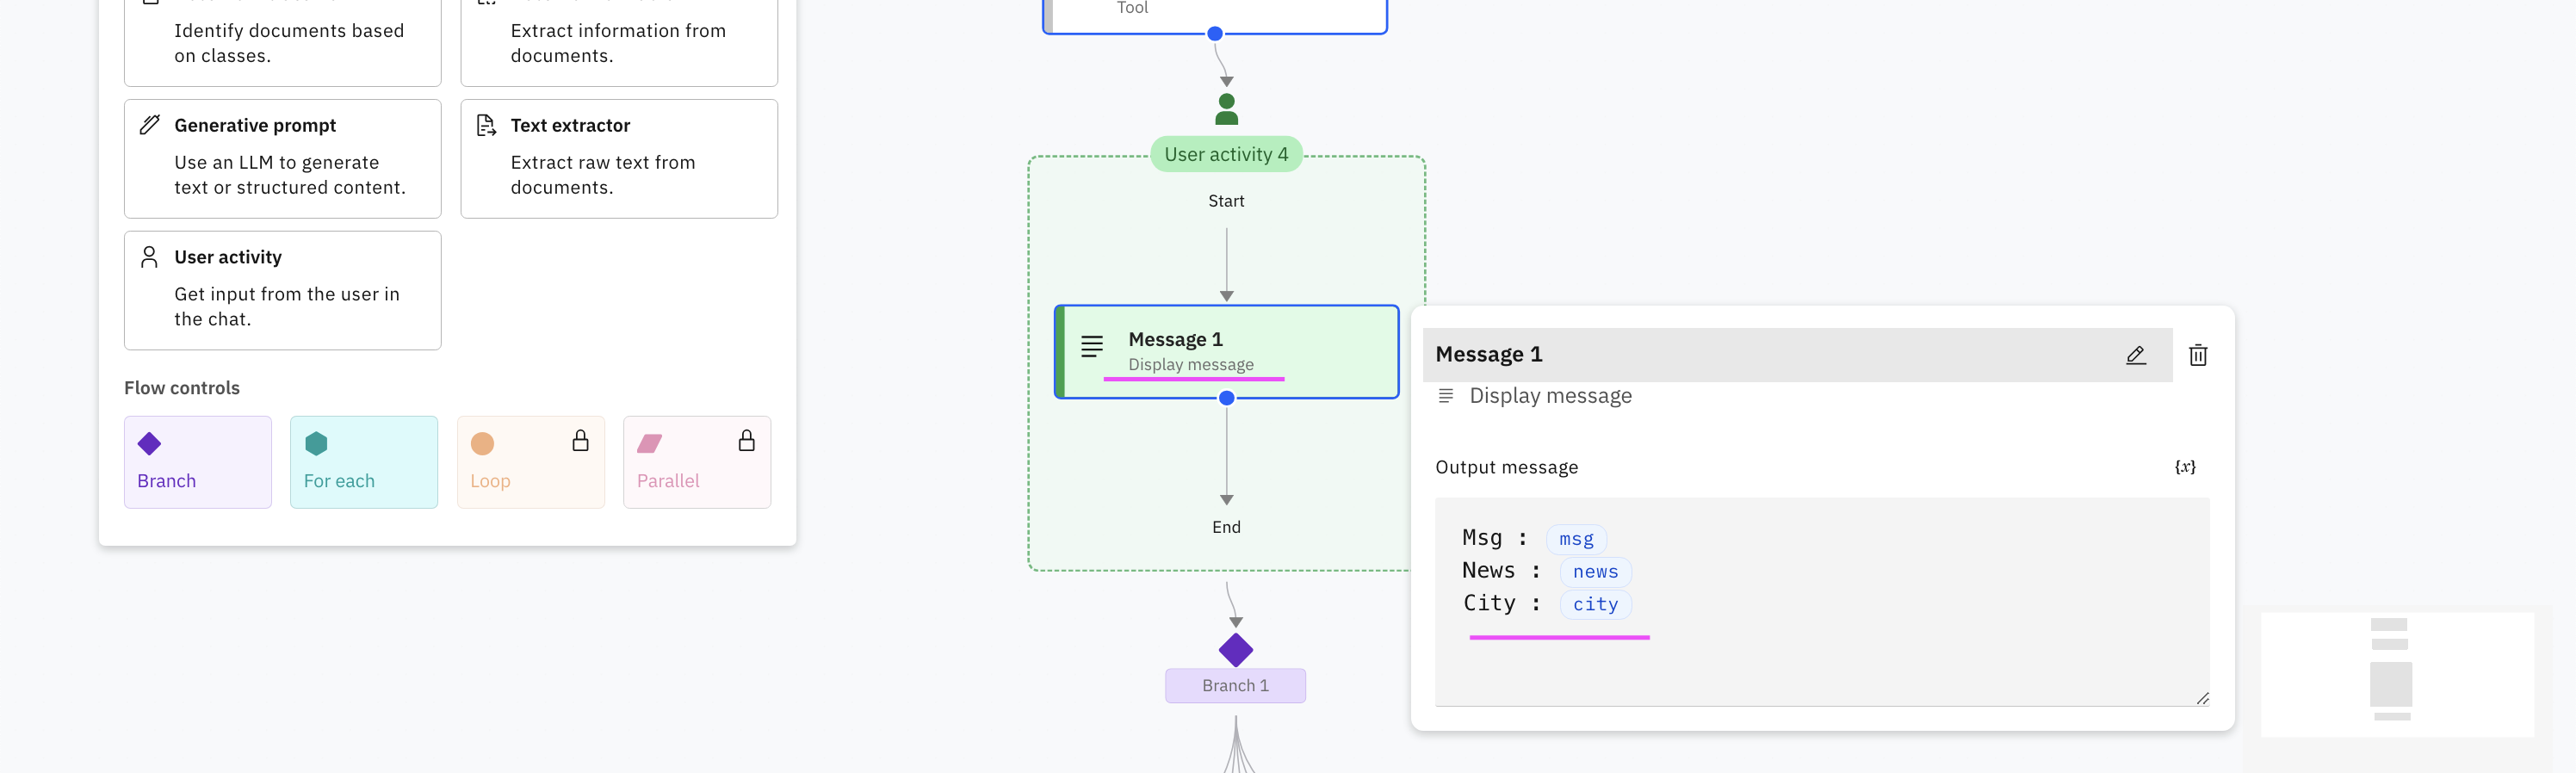 Identify documents based
on classes.
Extract information from
documents.
Generative prompt
Use an LLM to generate
text or structured content.
Text extractor
Extract raw text from
documents.
User activity
Get input from the user in
the chat.
Flow controls
Branch
For each
Loop
Parallel
Tool
User activity 4
Start
Message 1
Display message
End
Branch 1
Message 1
Display message
Output message
{x}
Msg : msg
News : news
City : city